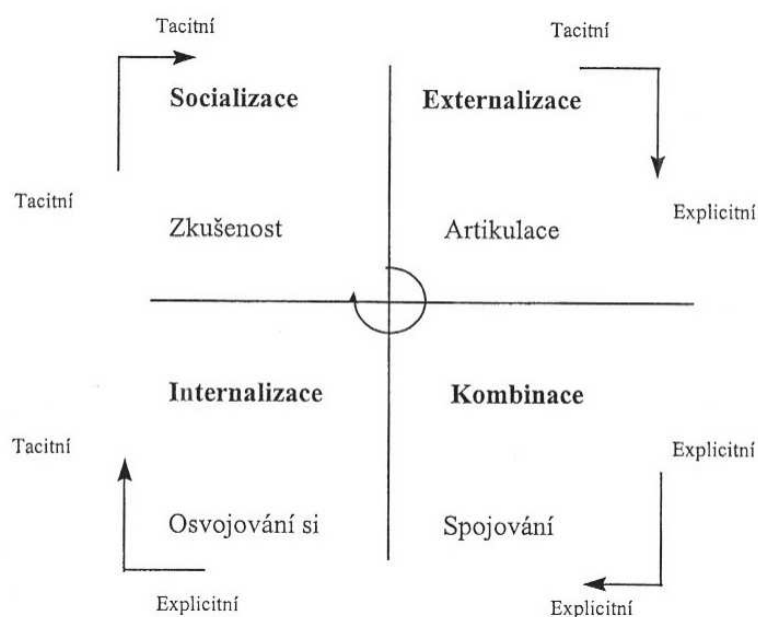 Tacitní
Tacitní
Socializace
Externalizace
Tacitní
Explicitní
Zkušenost
Artikulace
Internalizace
Kombinace
Tacitní
Explicitní
Osvojování si
Spojování
Explicitní
Explicitní